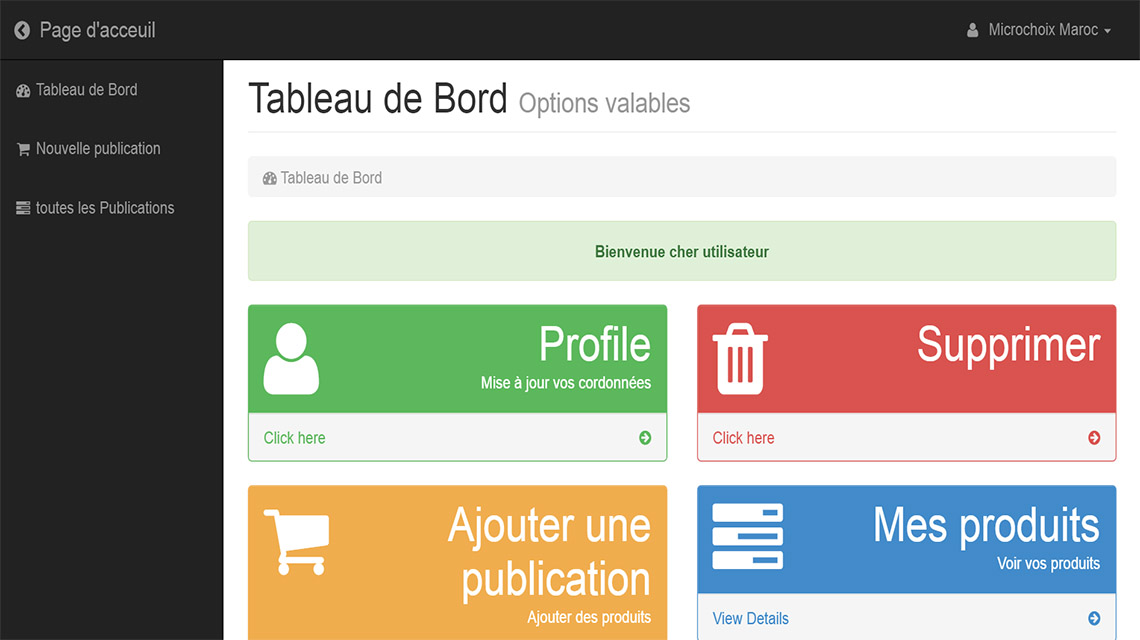 Page d'acceuil
Microchoix Maroc
Tableau de Bord
Nouvelle publication
toutes les Publications
Tableau de Bord Options valables
Tableau de Bord
Bienvenue cher utilisateur
Profile
Mise à jour vos cordonnées
Click here
Supprimer
Click here
Ajouter une
publication
Ajouter des produits
Mes produits
Voir vos produits
View Details